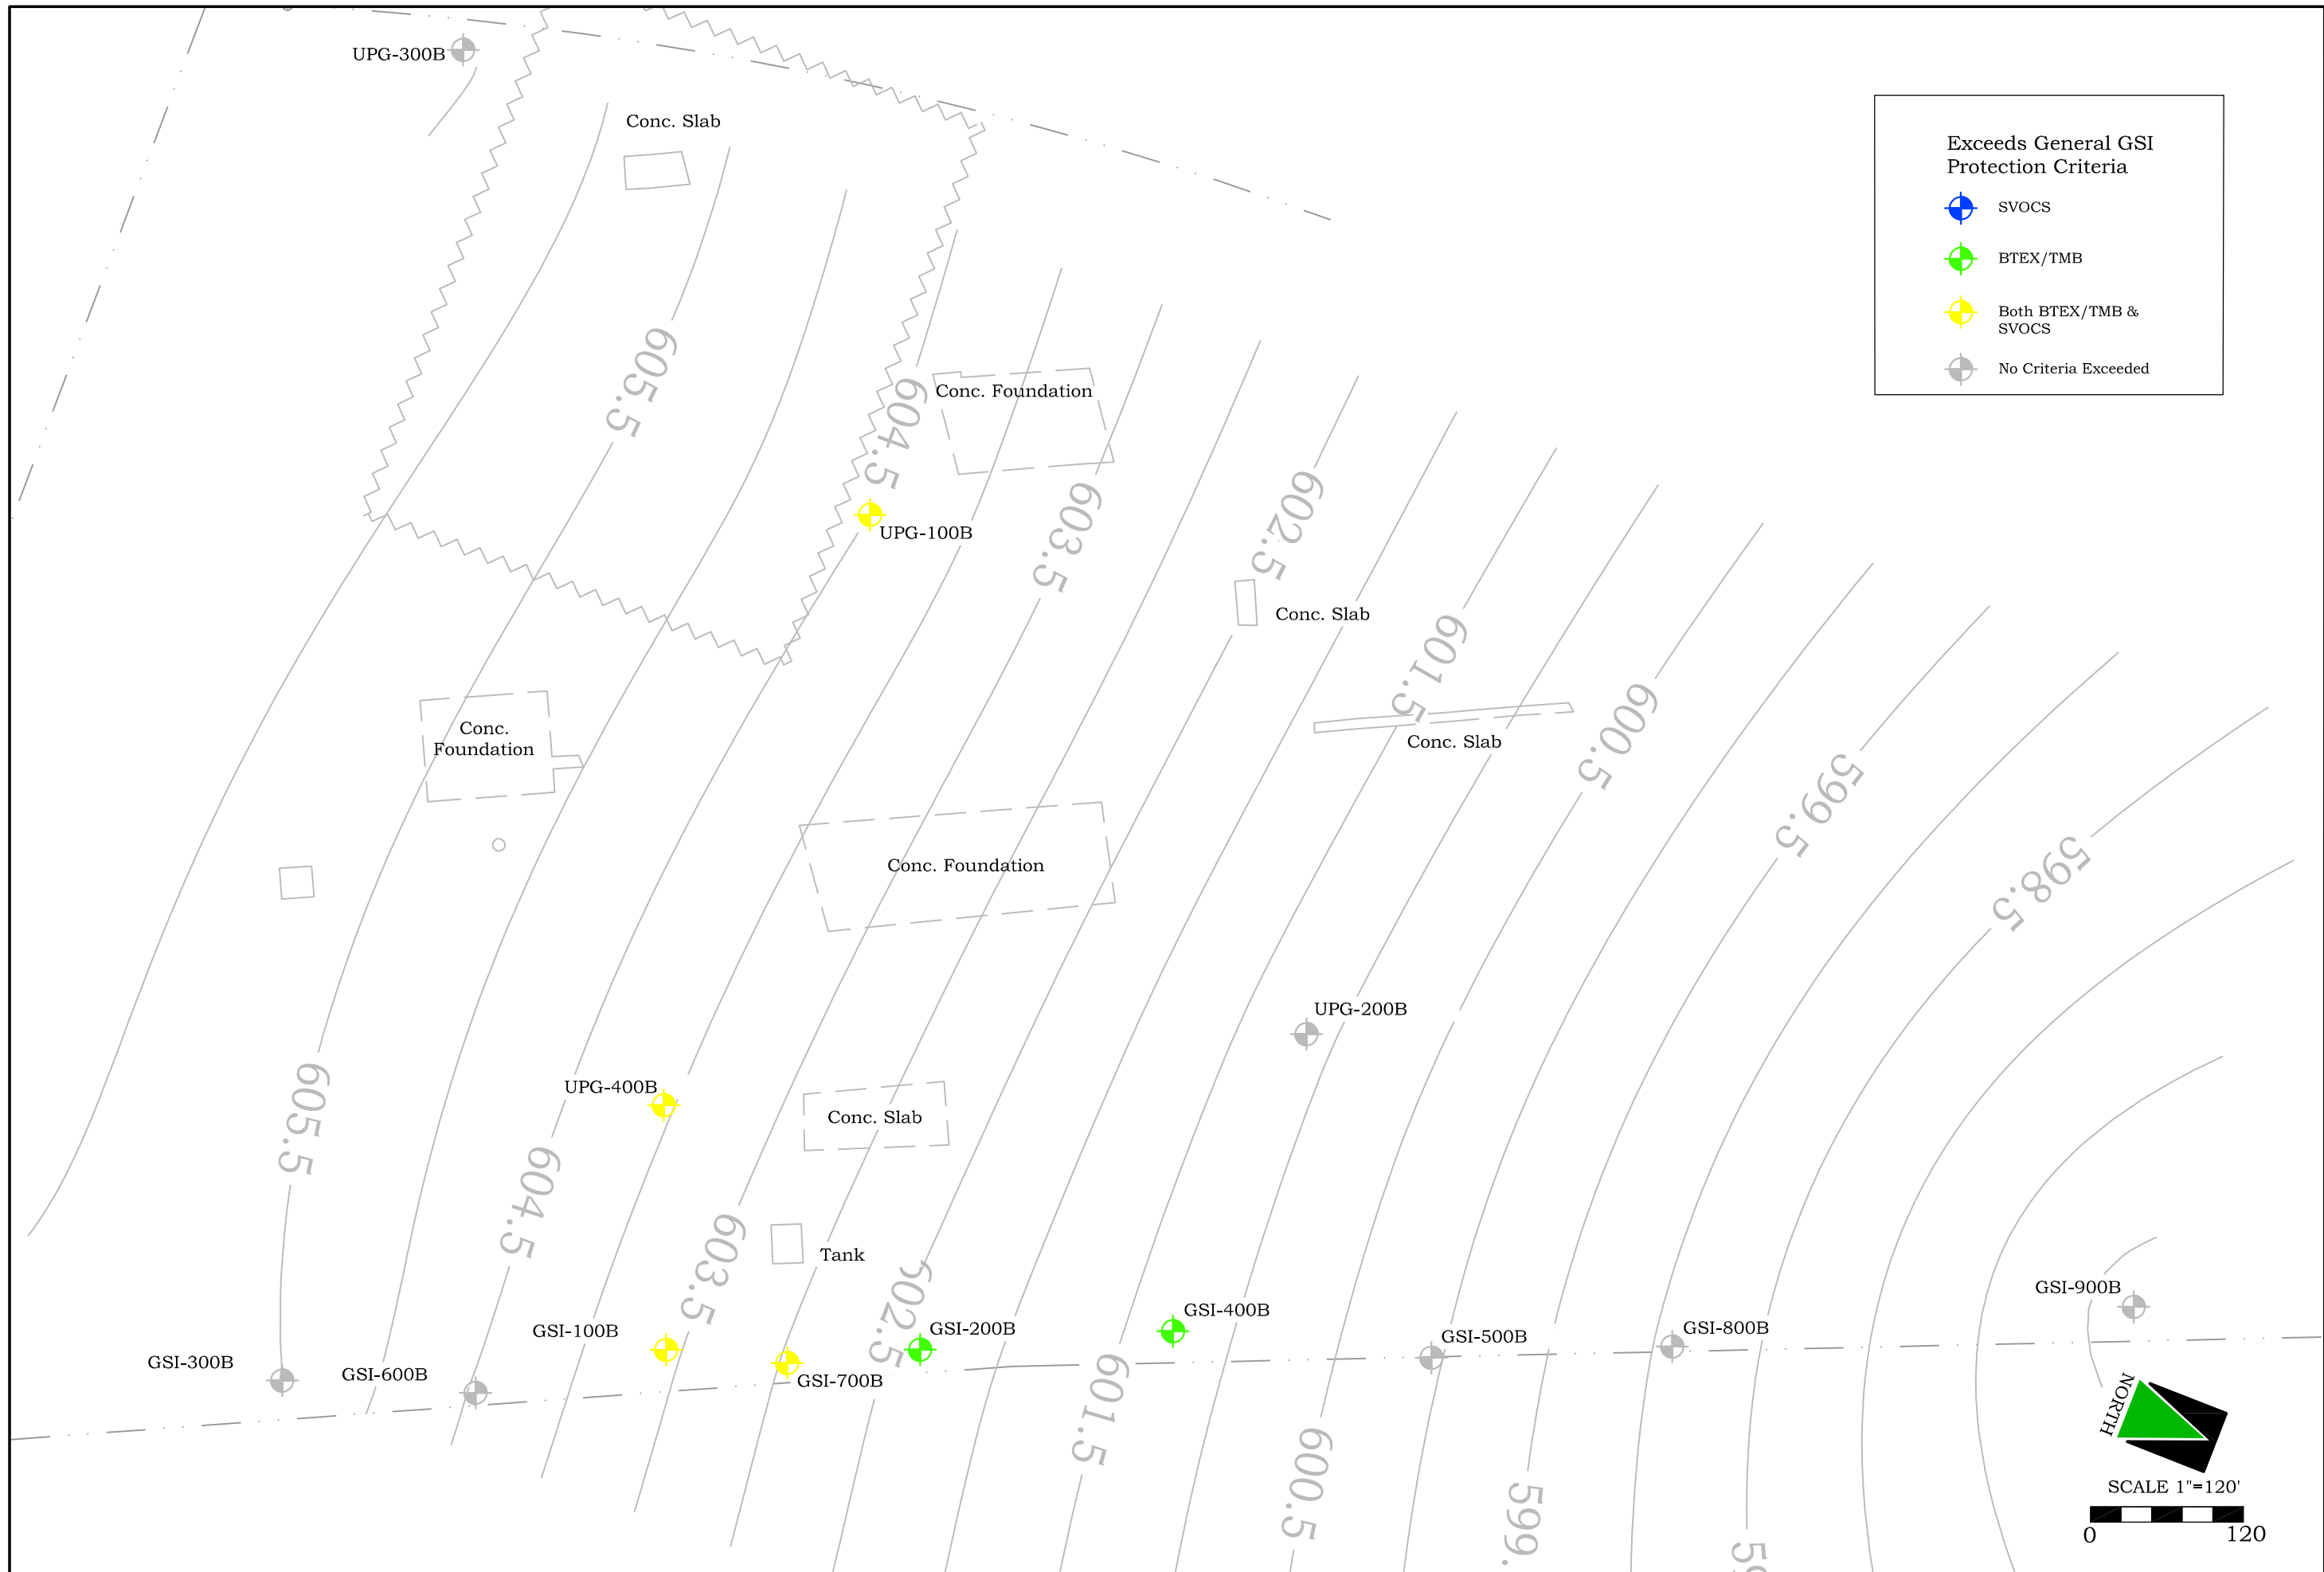 UPG-300B
Conc. Slab
Exceeds General GSI
Protection Criteria
SVOCS
BTEX/TMB
Both BTEX/TMB &
SVOCS
No Criteria Exceeded
605.5
604.5
Conc. Foundation
UPG-100B
603.5
602.5
Conc. Slab
601.5
600.5
Conc. Slab
Conc.
Foundation
599.5
598.5
Conc. Foundation
UPG-200B
605.5
UPG-400B
Conc. Slab
604.5
603.5
Tank
602.5
GSI-900B
GSI-400B
GSI-100B
GSI-200B
GSI-500B
GSI-800B
GSI-300B
GSI-600B
GSI-700B
601.5
NORTH
600.5
599.
SCALE 1"=120'
0
120
59